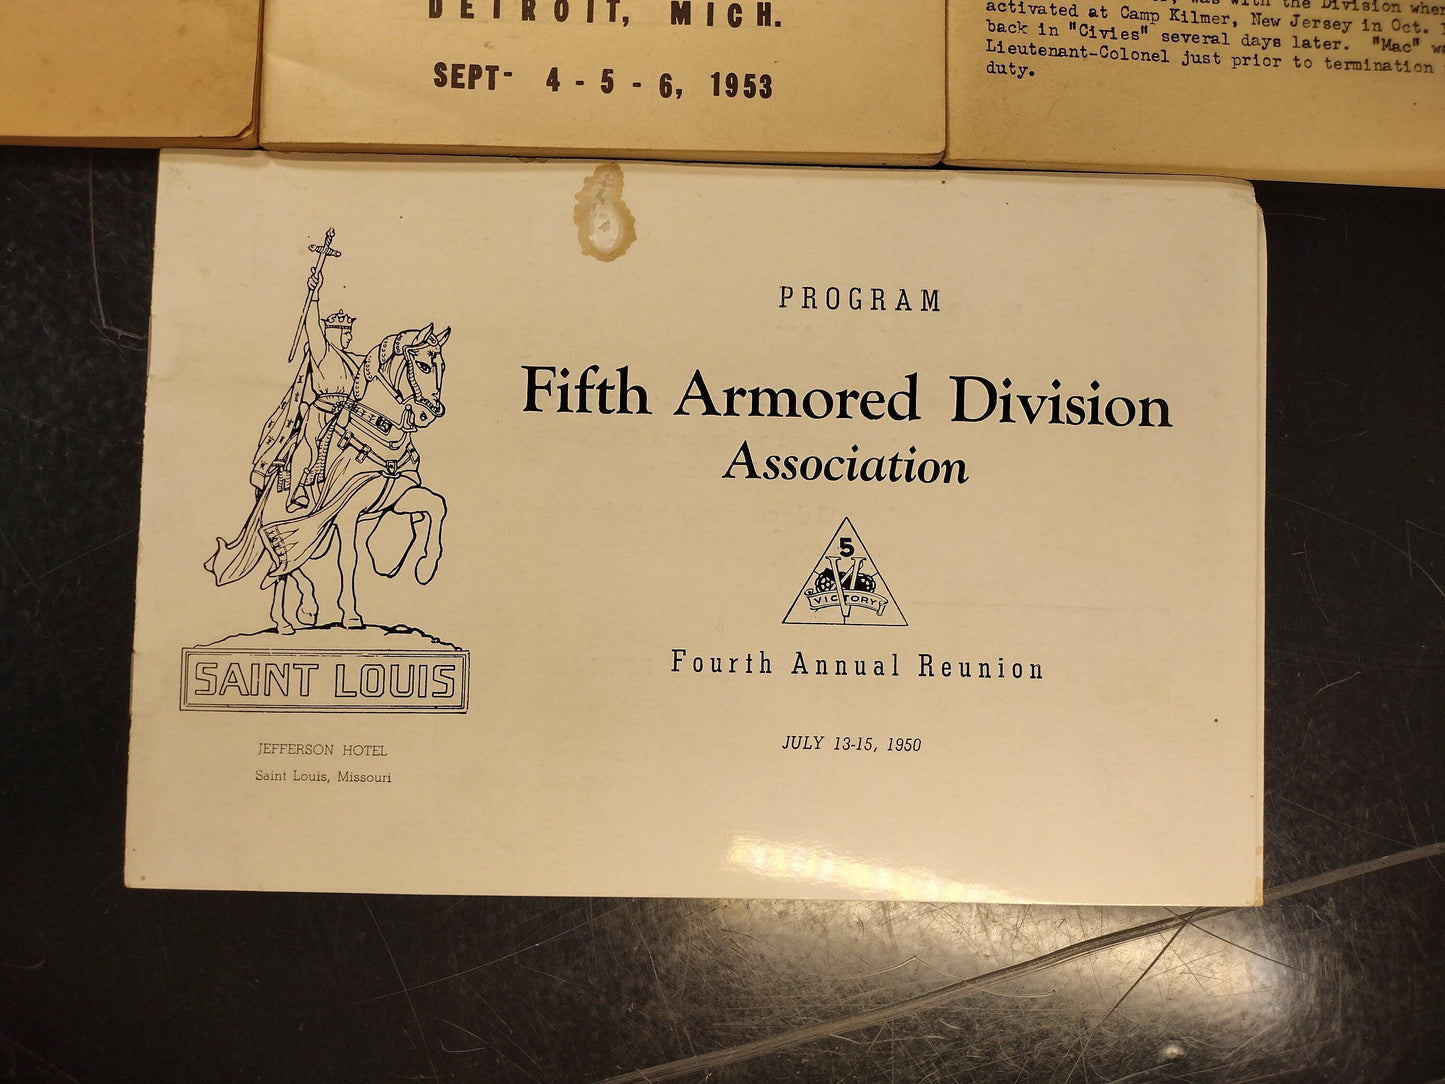 DETROIT, MICH.
SEPT- 4 - 5 - 6, 1953
was with the Division when
activated at Camp Kilmer, New Jersey in Oct.
back in "Civies" several days later. "Mac"
Lieutenant-Colonel just prior to termination
duty.
PROGRAM
Fifth Armored Division
Association
5
V
VICTORY
Fourth Annual Reunion
JULY 13-15, 1950
SAINT LOUIS
JEFFERSON HOTEL
Saint Louis, Missouri